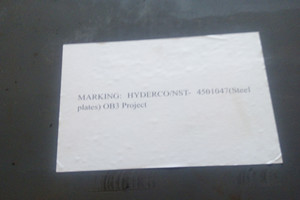 MARKING: HYDERCO/NST- 4501047(Steel
plates) OB3 Project